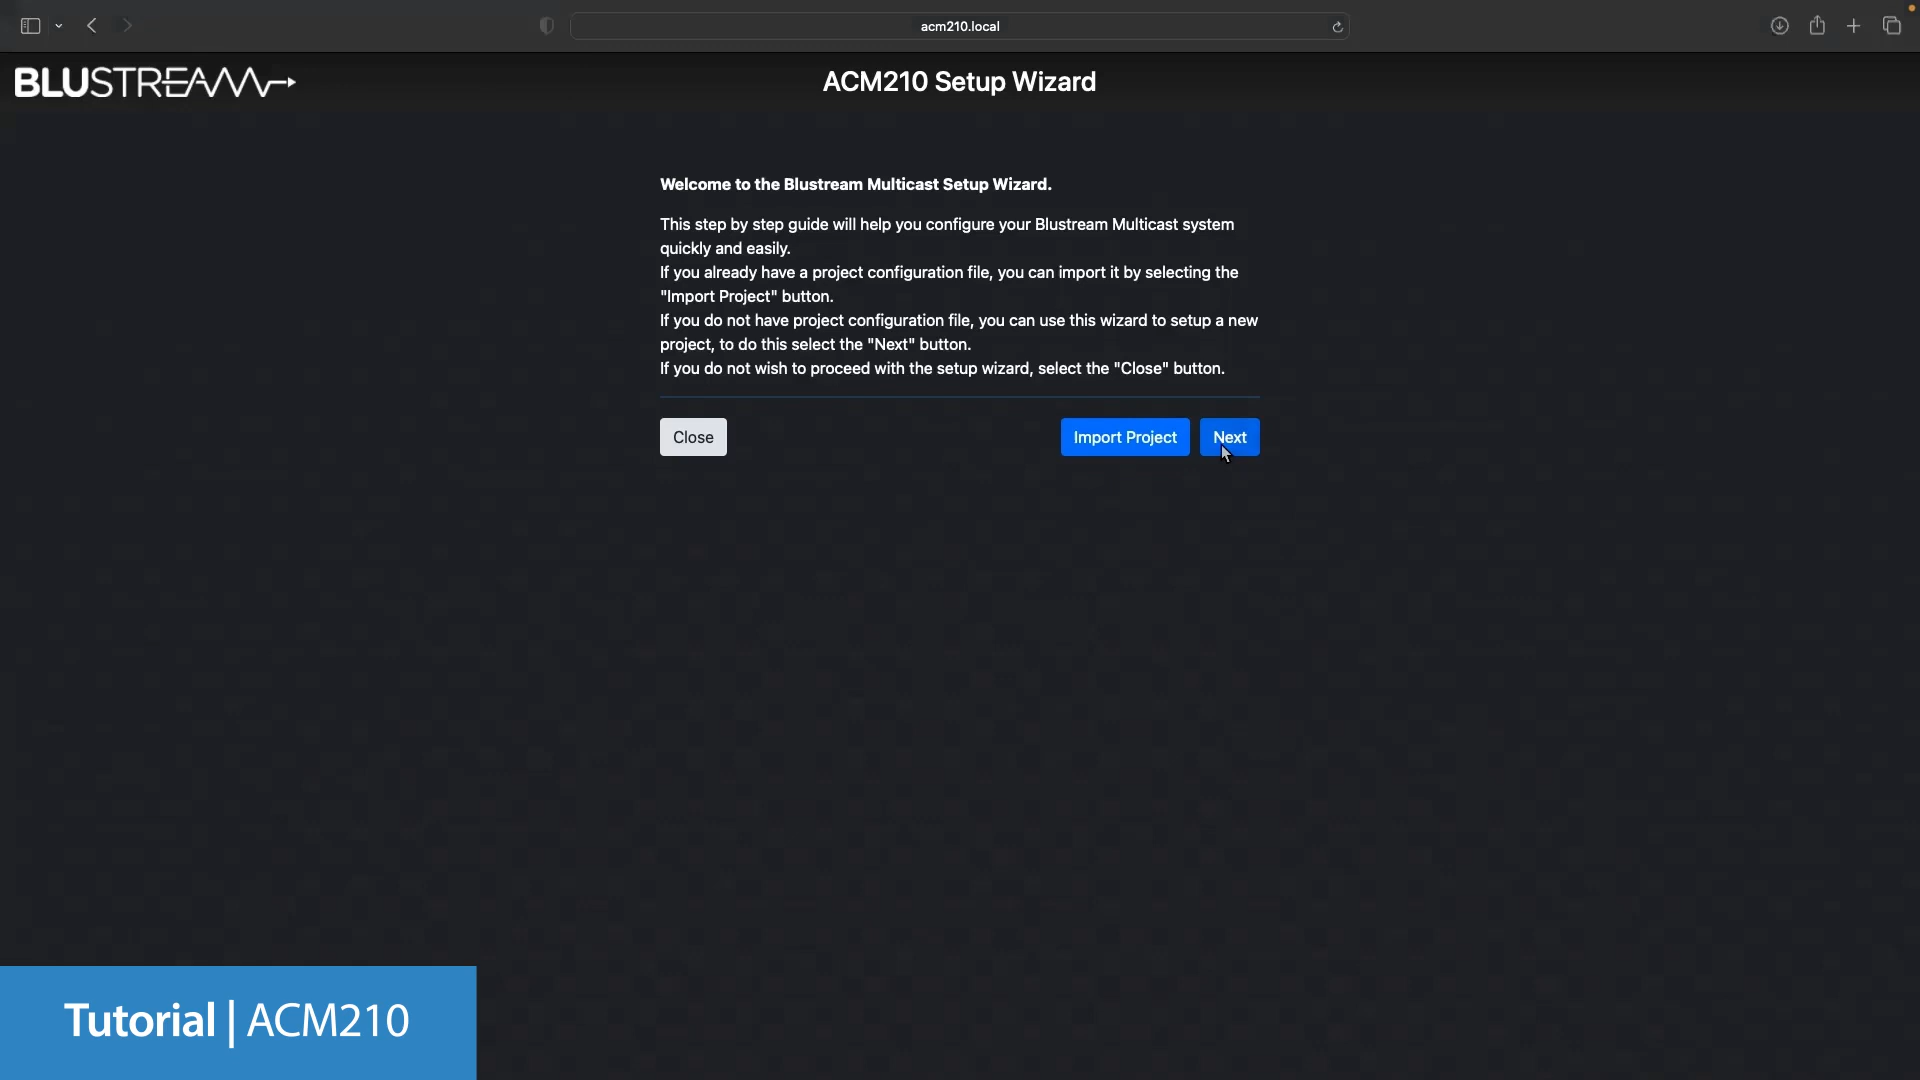 acm210.local
BLUSTREAM
ACM210 Setup Wizard
Welcome to the Blustream Multicast Setup Wizard.
This step by step guide will help you configure your Blustream Multicast system
quickly and easily.
If you already have a project configuration file, you can import it by selecting the
"Import Project" button.
If you do not have project configuration file, you can use this wizard to setup a new
project, to do this select the "Next" button.
If you do not wish to proceed with the setup wizard, select the "Close" button.
Close
Import Project
Next
Tutorial | ACM210